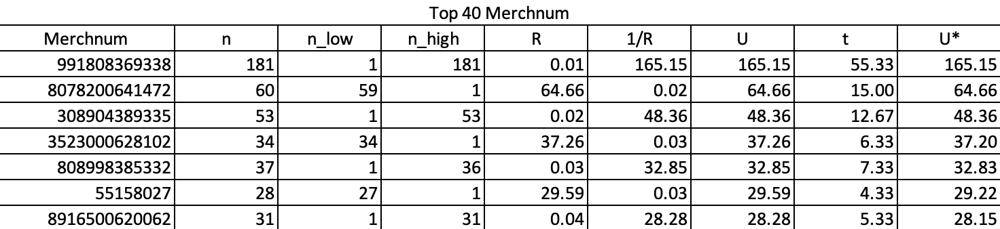 Top 40 Merchnum
Merchnum n n_low n_high R 1/R U t U*
991808369338 181 1 181 0.01 165.15 165.15 55.33 165.15
8078200641472 60 59 1 64.66 0.02 64.66 15.00 64.66
308904389335 53 1 53 0.02 48.36 48.36 12.67 48.36
3523000628102 34 34 1 37.26 0.03 37.26 6.33 37.20
808998385332 37 1 36 0.03 32.85 32.85 7.33 32.83
55158027 28 27 1 29.59 0.03 29.59 4.33 29.22
8916500620062 31 1 31 0.04 28.28 28.28 5.33 28.15